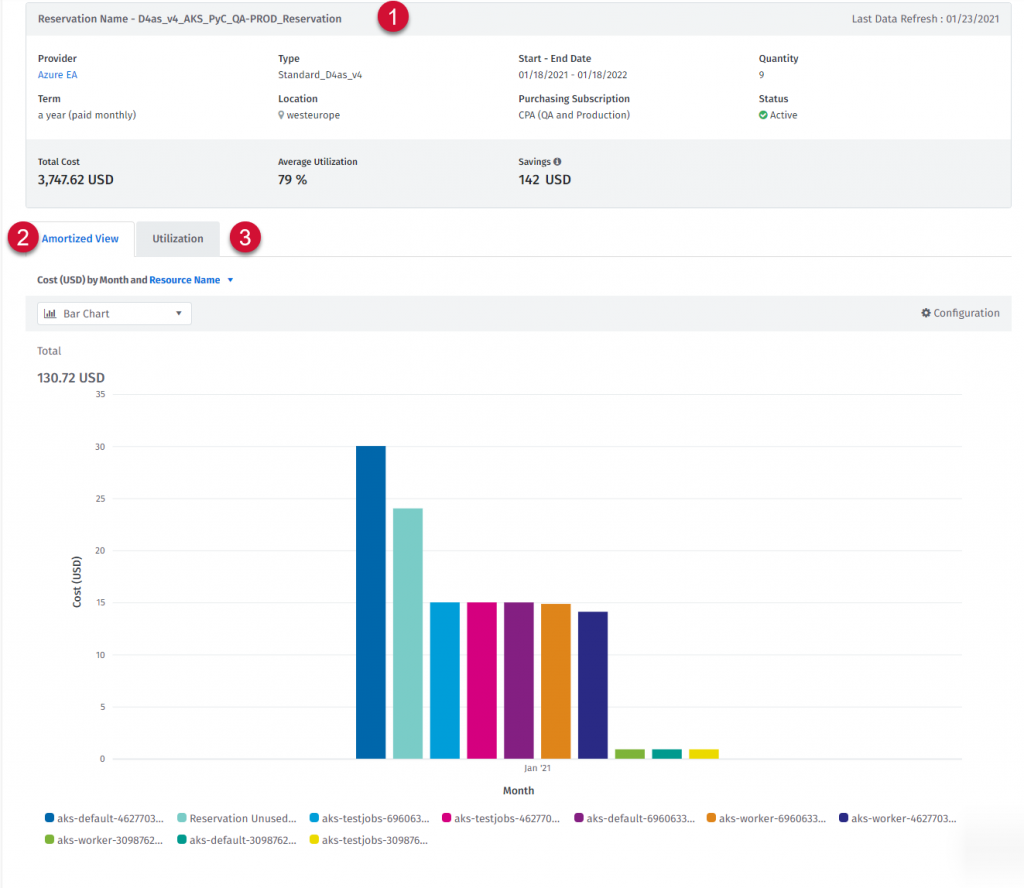 Reservation Name - D4as_v4_AKS_PyC_QA-PROD_Reservation 1 Last Data Refresh : 01/23/2021
Provider Type Start - End Date Quantity
Azure EA Standard_D4as_v4 01/18/2021 - 01/18/2022 9
Term Location Purchasing Subscription Status
a year (paid monthly) westeurope CPA (QA and Production) Active
Total Cost Average Utilization Savings
3,747.62 USD 79 % 142 USD
2 Amortized View Utilization 3
Cost (USD) by Month and Resource Name
Bar Chart Configuration
Total
130.72 USD
35
30
25
20
15
10
5
0
Cost (USD)
Jan '21
Month
aks-default-4627703... Reservation Unused... aks-testjobs-696063... aks-testjobs-462770... aks-default-6960633... aks-worker-6960633... aks-worker-4627703...
aks-worker-3098762... aks-default-3098762... aks-testjobs-309876...